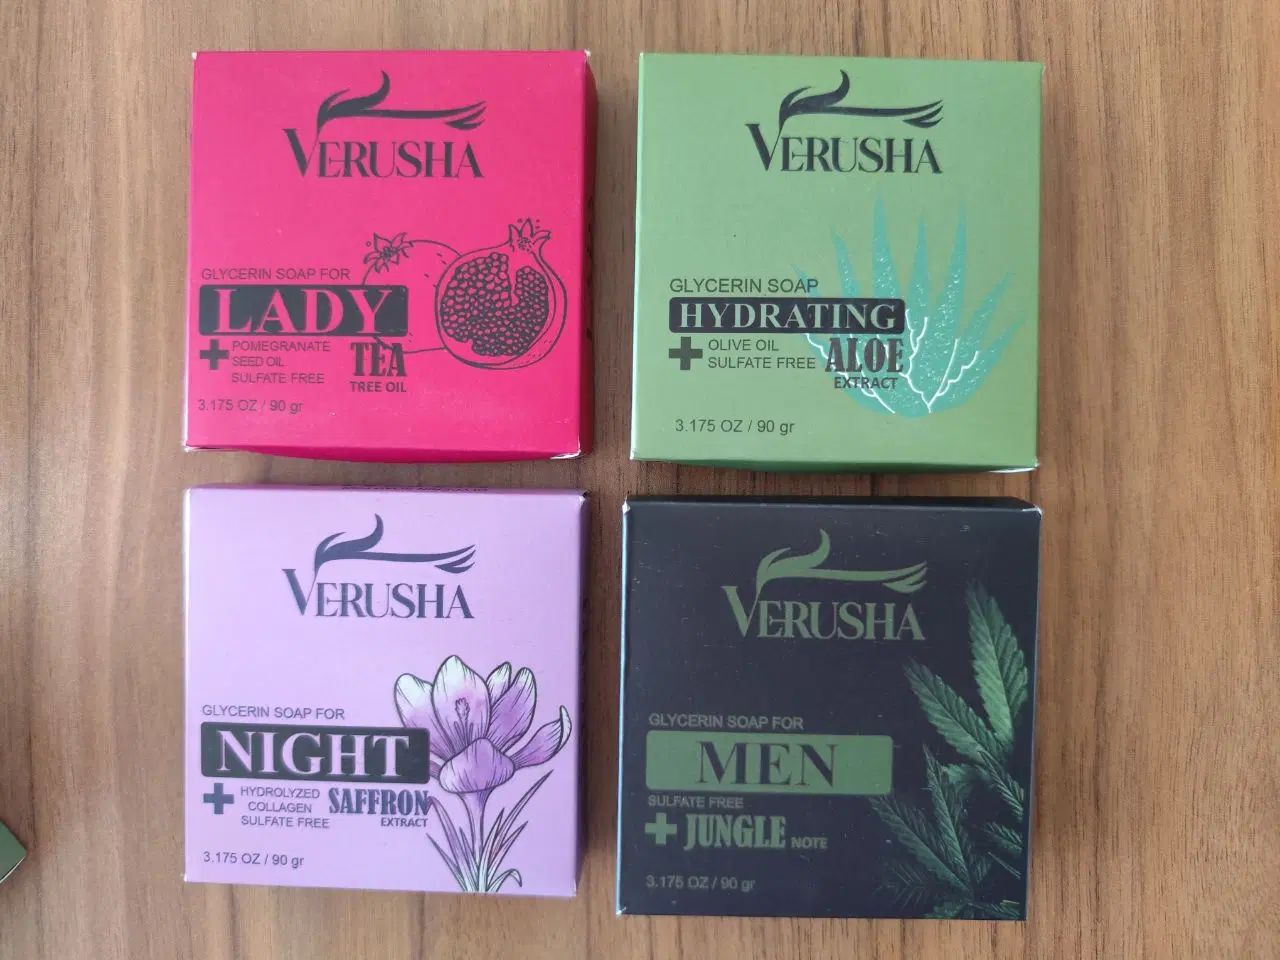 VERUSHA
GLYCERIN SOAP FOR
LADY
+ POMEGRANATE
SEED OIL
SULFATE FREE
TEA
TREE OIL
3.175 OZ / 90 gr
VERUSHA
GLYCERIN SOAP
HYDRATING
+ OLIVE OIL
SULFATE FREE
ALOE
EXTRACT
3.175 OZ / 90 gr
VERUSHA
GLYCERIN SOAP FOR
NIGHT
+ HYDROLYZED
COLLAGEN
SULFATE FREE
SAFFRON
EXTRACT
3.175 OZ / 90 gr
VERUSHA
GLYCERIN SOAP FOR
MEN
SULFATE FREE
+ JUNGLE NOTE
3.175 OZ / 90 gr